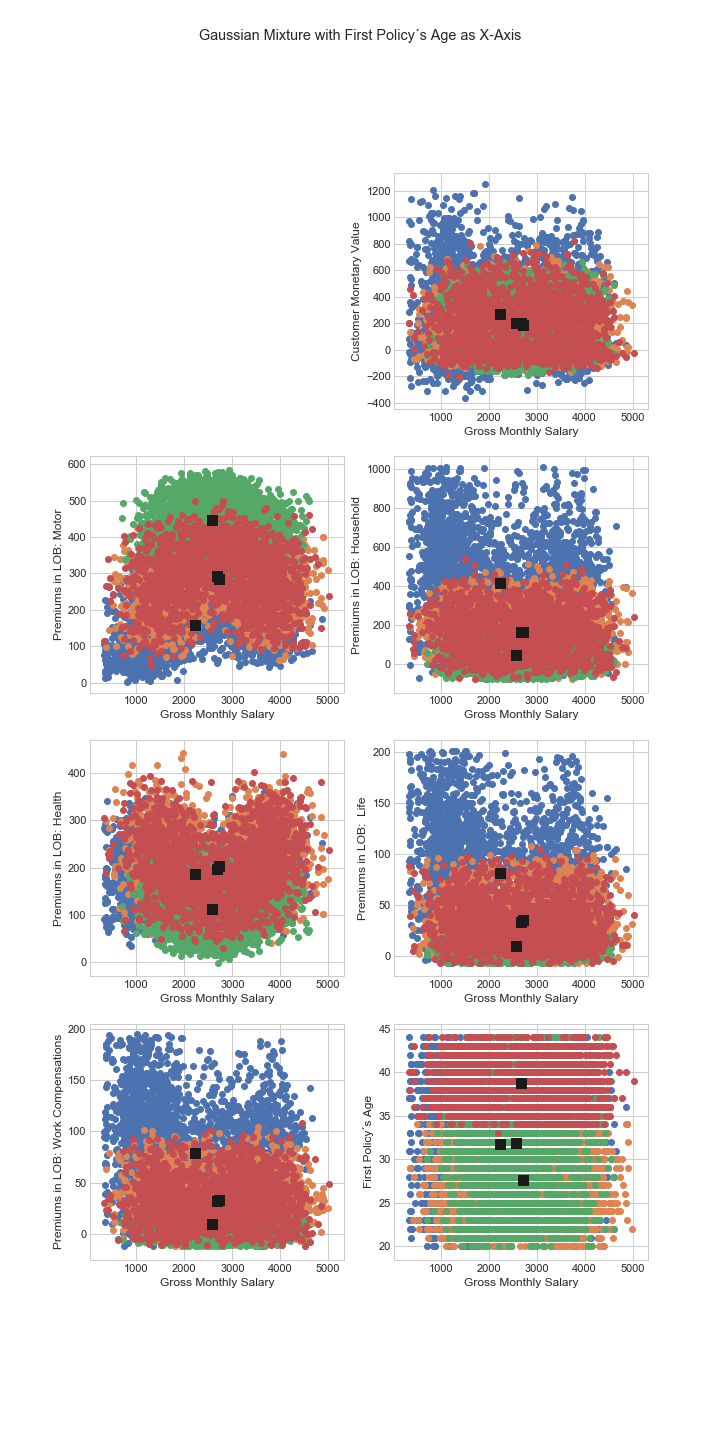 Gaussian Mixture with First Policy´s Age as X-Axis
Customer Monetary Value
1200
1000
800
600
400
200
0
−200
−400
1000 2000 3000 4000 5000
Gross Monthly Salary
Premiums in LOB: Motor
600
500
400
300
200
100
0
1000 2000 3000 4000 5000
Gross Monthly Salary
Premiums in LOB: Household
1000
800
600
400
200
0
1000 2000 3000 4000 5000
Gross Monthly Salary
Premiums in LOB: Health
400
300
200
100
0
1000 2000 3000 4000 5000
Gross Monthly Salary
Premiums in LOB:  Life
200
150
100
50
0
1000 2000 3000 4000 5000
Gross Monthly Salary
Premiums in LOB: Work Compensations
200
150
100
50
0
1000 2000 3000 4000 5000
Gross Monthly Salary
First Policy´s Age
45
40
35
30
25
20
1000 2000 3000 4000 5000
Gross Monthly Salary